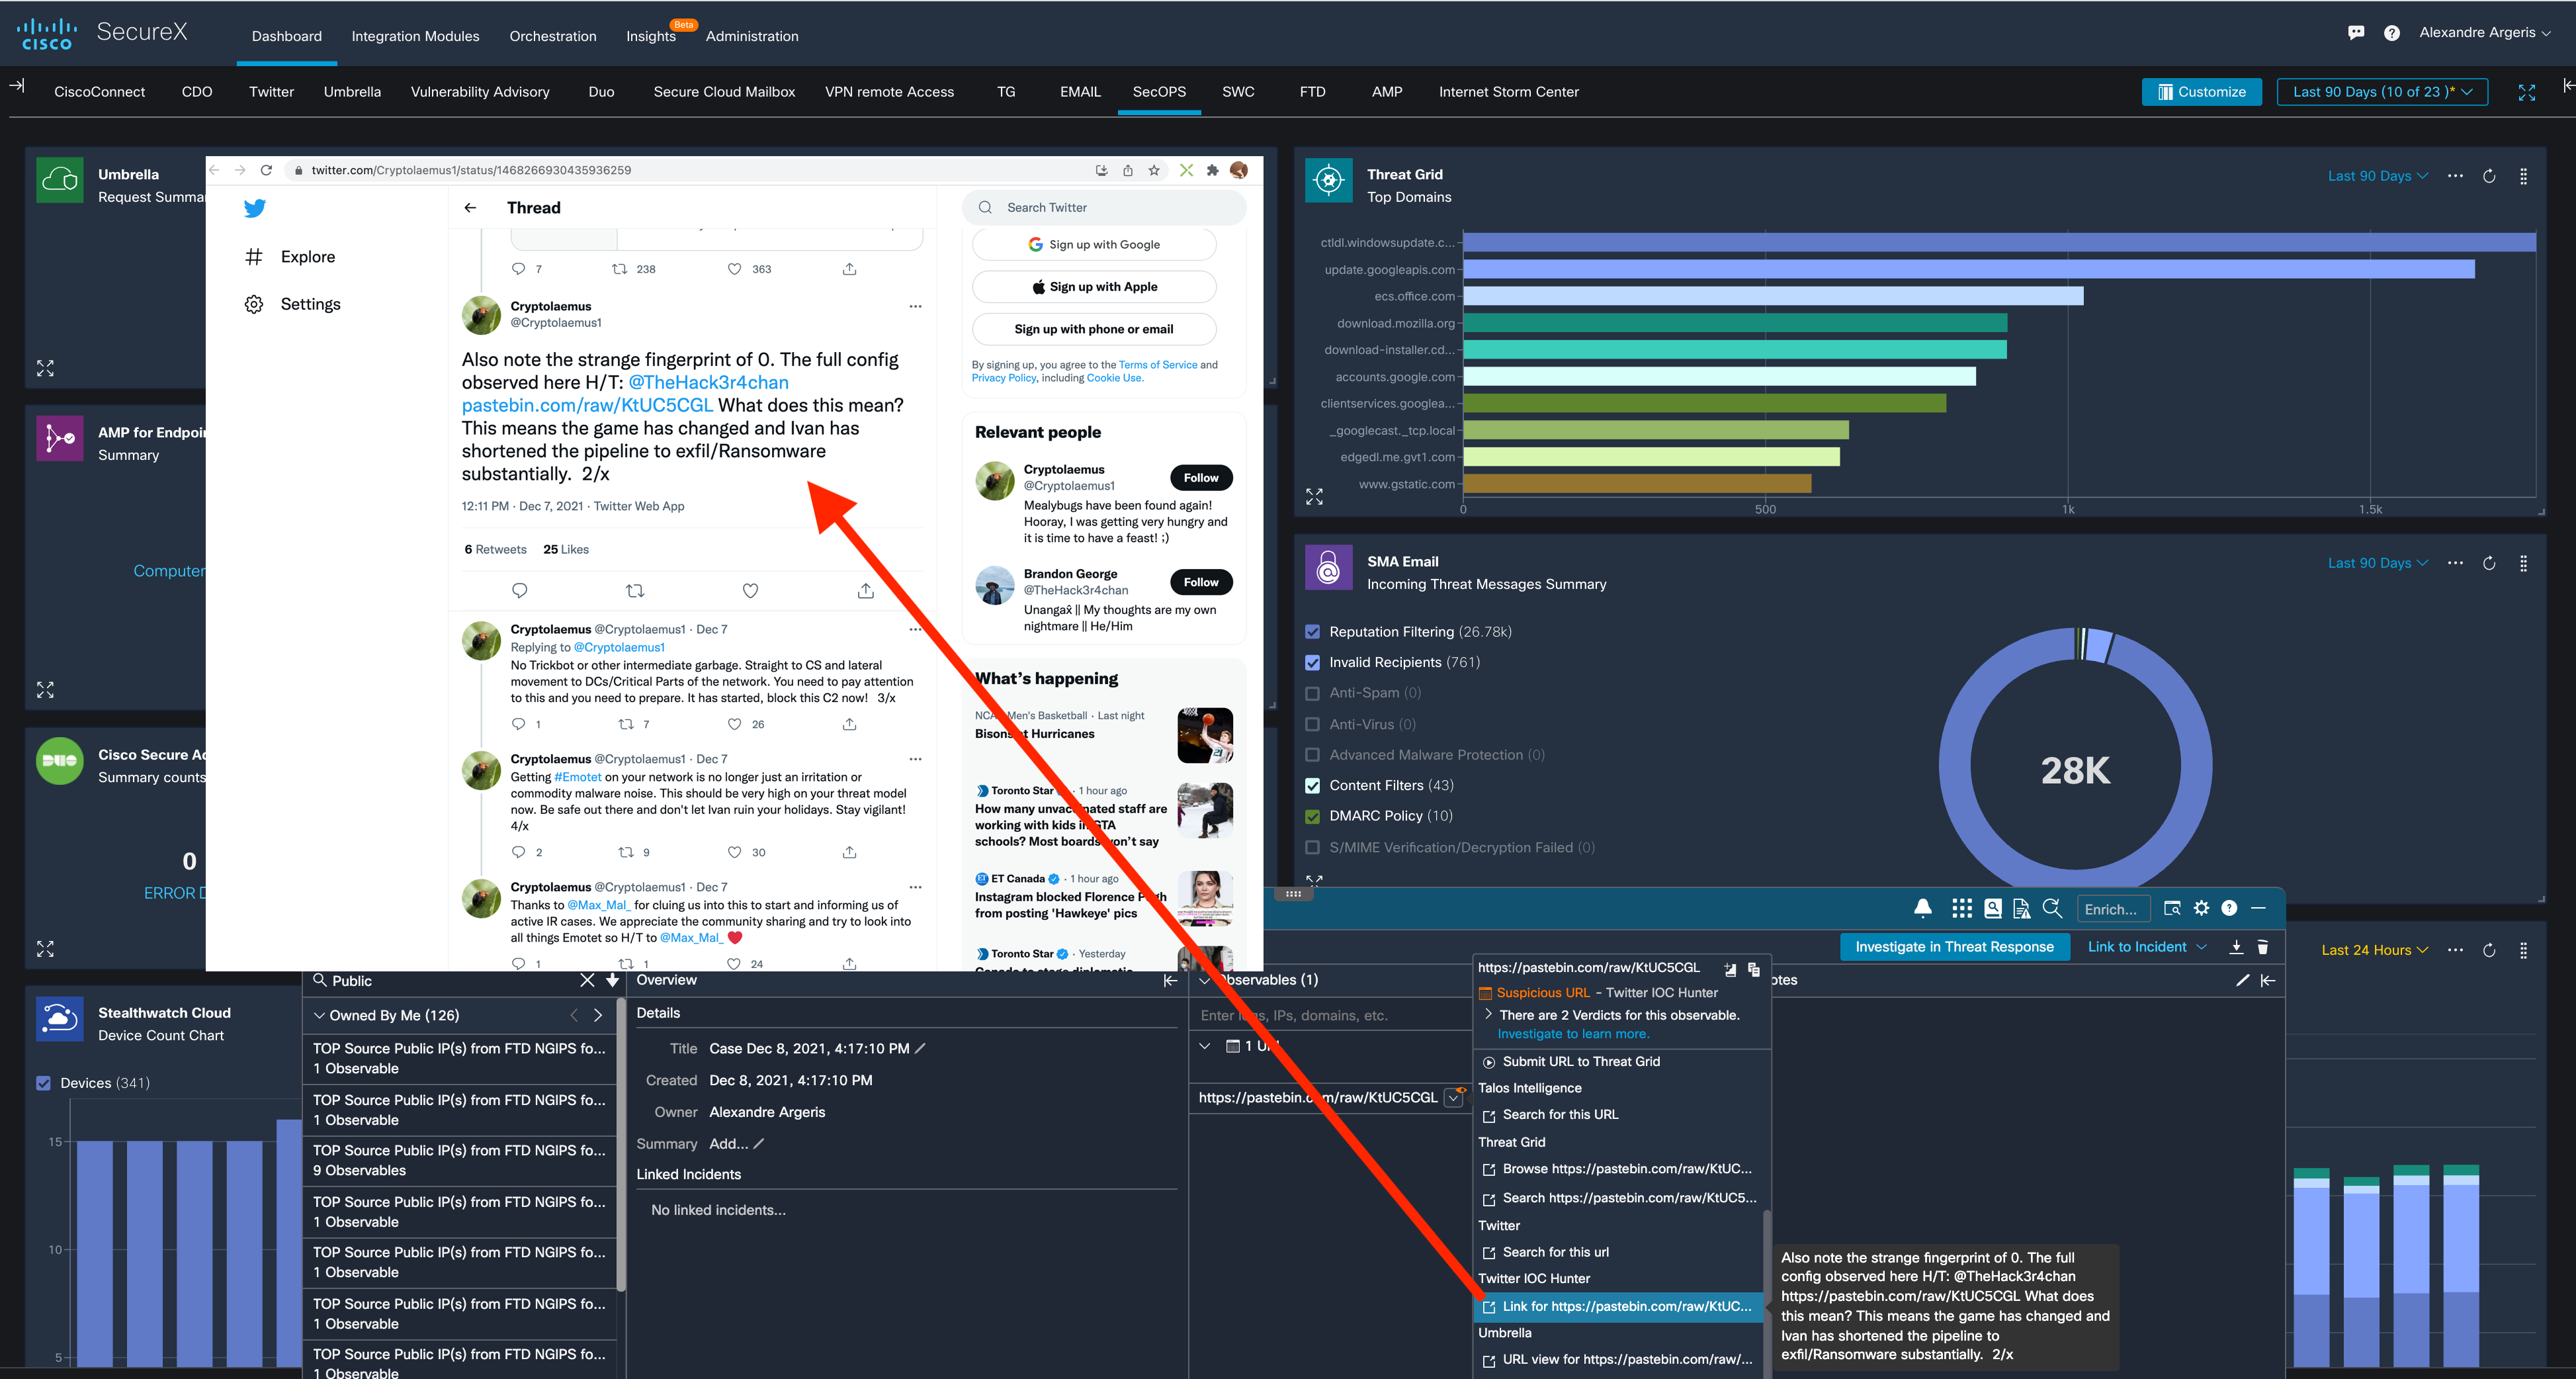 CISCO
SecureX
Dashboard
Integration Modules
Orchestration
Insights
Beta
Administration
Alexandre Argeris
CiscoConnect
CDO
Twitter
Umbrella
Vulnerability Advisory
Duo
Secure Cloud Mailbox
VPN remote Access
TG
EMAIL
SecOPS
SWC
FTD
AMP
Internet Storm Center
Customize
Last 90 Days (10 of 23 )*
Umbrella
Request Summa
AMP for Endpoi
Summary
Computer
Cisco Secure Ac
Summary counts
0
ERROR D
Stealthwatch Cloud
Device Count Chart
Devices (341)
15
10
5
twitter.com/Cryptolaemus1/status/1468266930435936259
Explore
Settings
Thread
7
238
363
Cryptolaemus
@Cryptolaemus1
Also note the strange fingerprint of 0. The full config
observed here H/T: @TheHack3r4chan
pastebin.com/raw/KtUC5CGL What does this mean?
This means the game has changed and Ivan has
shortened the pipeline to exfil/Ransomware
substantially.  2/x
12:11 PM · Dec 7, 2021 · Twitter Web App
6 Retweets 25 Likes
Cryptolaemus @Cryptolaemus1 · Dec 7
Replying to @Cryptolaemus1
No Trickbot or other intermediate garbage. Straight to CS and lateral
movement to DCs/Critical Parts of the network. You need to pay attention
to this and you need to prepare. It has started, block this C2 now!  3/x
1
7
26
Cryptolaemus @Cryptolaemus1 · Dec 7
Getting #Emotet on your network is no longer just an irritation or
commodity malware noise. This should be very high on your threat model
now. Be safe out there and don't let Ivan ruin your holidays. Stay vigilant!
4/x
2
9
30
Cryptolaemus @Cryptolaemus1 · Dec 7
Thanks to @Max_Mal_ for cluing us into this to start and informing us of
active IR cases. We appreciate the community sharing and try to look into
all things Emotet so H/T to @Max_Mal_
1
1
24
Search Twitter
Sign up with Google
Sign up with Apple
Sign up with phone or email
By signing up, you agree to the Terms of Service and
Privacy Policy, including Cookie Use.
Relevant people
Cryptolaemus
@Cryptolaemus1
Follow
Mealybugs have been found again!
Hooray, I was getting very hungry and
it is time to have a feast! ;)
Brandon George
@TheHack3r4chan
Follow
Unangax̂ || My thoughts are my own
nightmare || He/Him
What's happening
NCA Men's Basketball · Last night
Bisons at Hurricanes
Toronto Star · 1 hour ago
How many unvaccinated staff are
working with kids in GTA
schools? Most boards won't say
ET Canada · 1 hour ago
Instagram blocked Florence Pugh
from posting 'Hawkeye' pics
Toronto Star · Yesterday
Canada to stage diplomatic
Threat Grid
Top Domains
Last 90 Days
ctldl.windowsupdate.c...
update.googleapis.com
ecs.office.com
download.mozilla.org
download-installer.cd...
accounts.google.com
clientservices.googlea...
_googlecast._tcp.local
edgedl.me.gvt1.com
www.gstatic.com
0
500
1k
1.5k
SMA Email
Incoming Threat Messages Summary
Last 90 Days
Reputation Filtering (26.78k)
Invalid Recipients (761)
Anti-Spam (0)
Anti-Virus (0)
Advanced Malware Protection (0)
Content Filters (43)
DMARC Policy (10)
S/MIME Verification/Decryption Failed (0)
28K
Enrich...
Investigate in Threat Response
Link to Incident
Last 24 Hours
Public
Owned By Me (126)
TOP Source Public IP(s) from FTD NGIPS fo...
1 Observable
TOP Source Public IP(s) from FTD NGIPS fo...
1 Observable
TOP Source Public IP(s) from FTD NGIPS fo...
9 Observables
TOP Source Public IP(s) from FTD NGIPS fo...
1 Observable
TOP Source Public IP(s) from FTD NGIPS fo...
1 Observable
TOP Source Public IP(s) from FTD NGIPS fo...
1 Observable
TOP Source Public IP(s) from FTD NGIPS fo...
1 Observable
Overview
Details
Title Case Dec 8, 2021, 4:17:10 PM
Created Dec 8, 2021, 4:17:10 PM
Owner Alexandre Argeris
Summary Add...
Linked Incidents
No linked incidents...
Observables (1)
Enter logs, IPs, domains, etc.
1 URL
https://pastebin.com/raw/KtUC5CGL
otes
https://pastebin.com/raw/KtUC5CGL
Suspicious URL - Twitter IOC Hunter
There are 2 Verdicts for this observable.
Investigate to learn more.
Submit URL to Threat Grid
Talos Intelligence
Search for this URL
Threat Grid
Browse https://pastebin.com/raw/KtUC...
Search https://pastebin.com/raw/KtUC5...
Twitter
Search for this url
Twitter IOC Hunter
Link for https://pastebin.com/raw/KtUC...
Umbrella
URL view for https://pastebin.com/raw/...
Also note the strange fingerprint of 0. The full
config observed here H/T: @TheHack3r4chan
https://pastebin.com/raw/KtUC5CGL What does
this mean? This means the game has changed and
Ivan has shortened the pipeline to
exfil/Ransomware substantially.  2/x